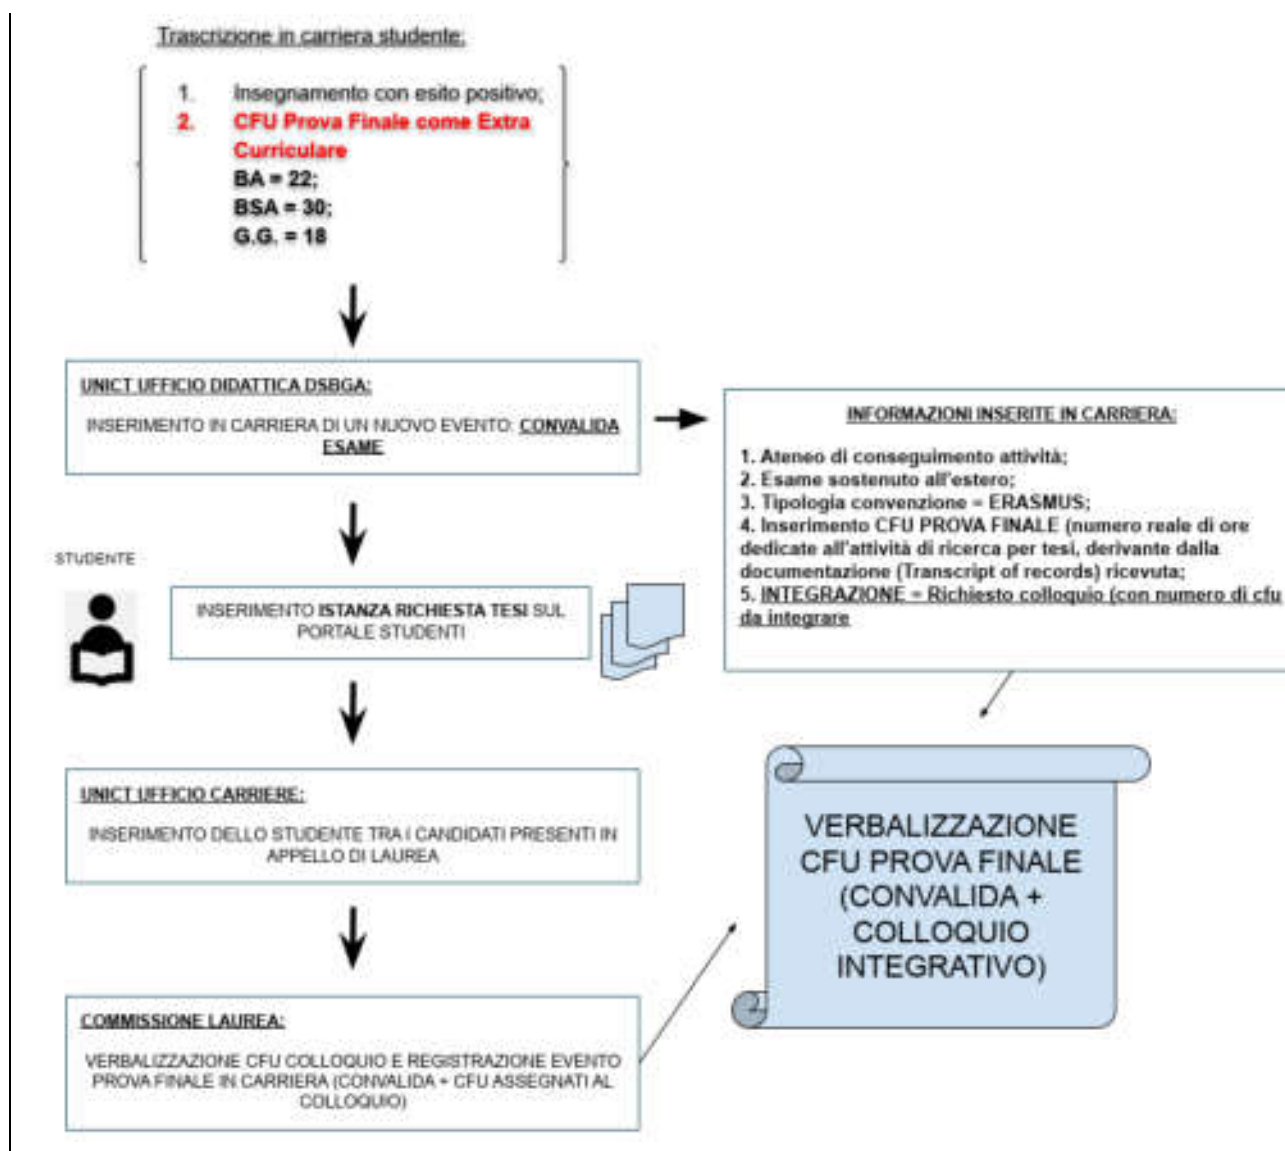 Trascrizione in carriera studente:
1. Insegnamento con esito positivo;
2. CFU Prova Finale come Extra
Curriculare
BA = 22;
BSA = 30;
G.G. = 18
UNICT UFFICIO DIDATTICA DSBGA:
INSERIMENTO IN CARRIERA DI UN NUOVO EVENTO: CONVALIDA
ESAME
INFORMAZIONI INSERITE IN CARRIERA:
1. Ateneo di conseguimento attività;
2. Esame sostenuto all'estero;
3. Tipologia convenzione = ERASMUS;
4. Inserimento CFU PROVA FINALE (numero reale di ore
dedicate all'attività di ricerca per tesi, derivante dalla
documentazione (Transcript of records) ricevuta;
5. INTEGRAZIONE = Richiesto colloquio (con numero di cfu
da integrare
STUDENTE
INSERIMENTO ISTANZA RICHIESTA TESI SUL
PORTALE STUDENTI
UNICT UFFICIO CARRIERE:
INSERIMENTO DELLO STUDENTE TRA I CANDIDATI PRESENTI IN
APPELLO DI LAUREA
VERBALIZZAZIONE
CFU PROVA FINALE
(CONVALIDA +
COLLOQUIO
INTEGRATIVO)
COMMISSIONE LAUREA:
VERBALIZZAZIONE CFU COLLOQUIO E REGISTRAZIONE EVENTO
PROVA FINALE IN CARRIERA (CONVALIDA + CFU ASSEGNATI AL
COLLOQUIO)